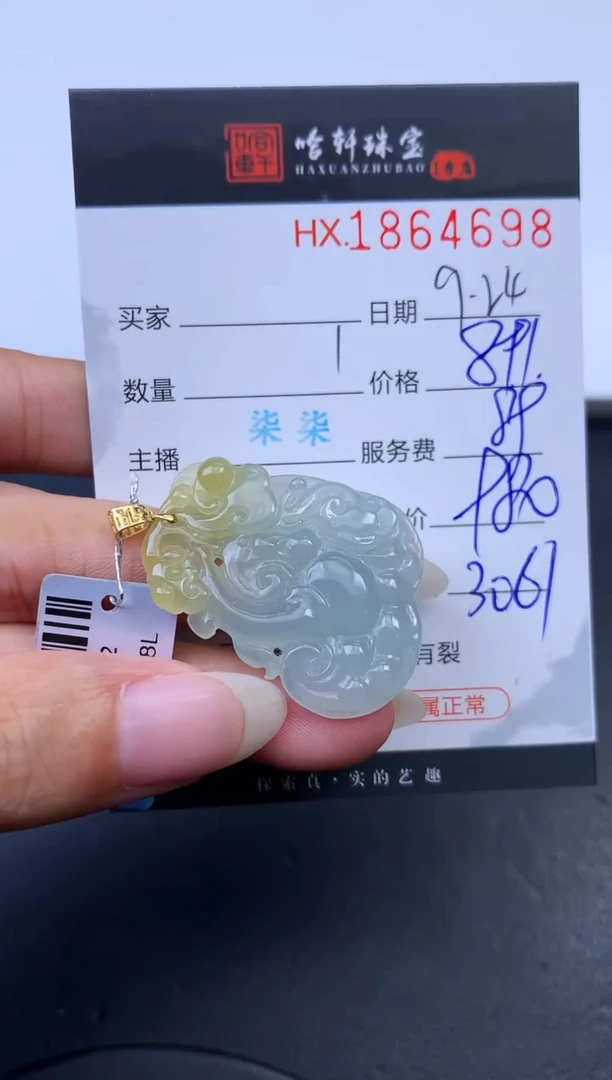 哈轩珠宝
HAXUANZHUBAO
HX.1864698
买家 日期 9.24
数量 1 价格
主播 柒柒 服务费
价
3061
有裂
属正常
8L
探索真·实的艺趣